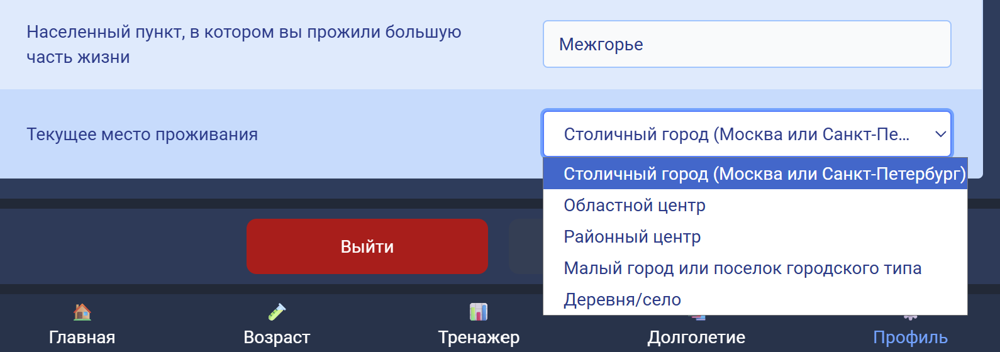 Населенный пункт, в котором вы прожили большую
часть жизни
Межгорье
Текущее место проживания
Столичный город (Москва или Санкт-Пе...
Столичный город (Москва или Санкт-Петербург)
Областной центр
Районный центр
Малый город или поселок городского типа
Деревня/село
Выйти
Главная
Возраст
Тренажер
Долголетие
Профиль